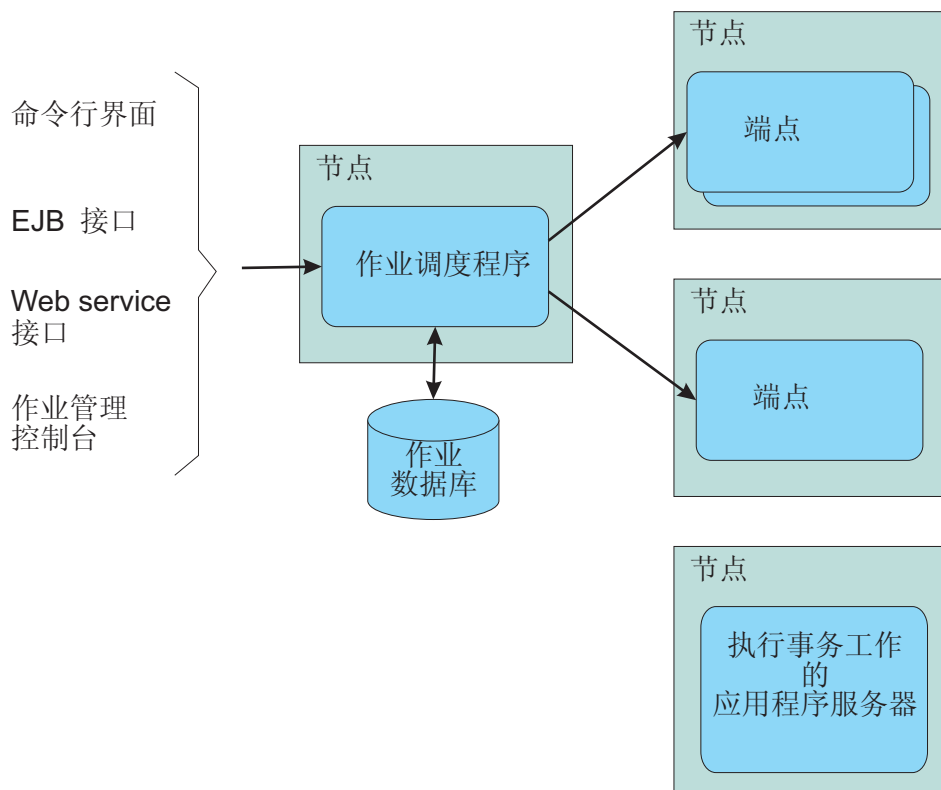 命令行界面
EJB 接口
Web service
接口
作业管理
控制台
节点
作业调度程序
作业
数据库
节点
端点
节点
端点
节点
执行事务工作
的
应用程序服务器